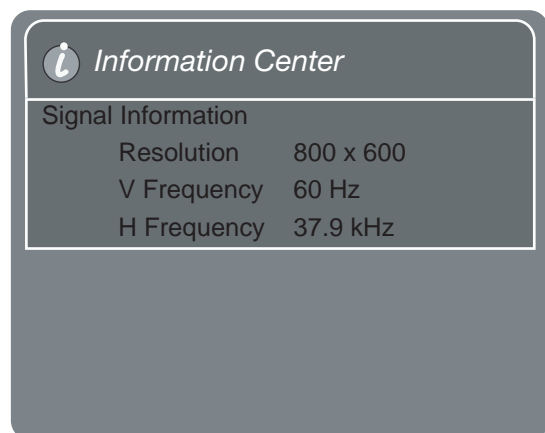 i Information Center
Signal Information
Resolution 800 x 600
V Frequency 60 Hz
H Frequency 37.9 kHz